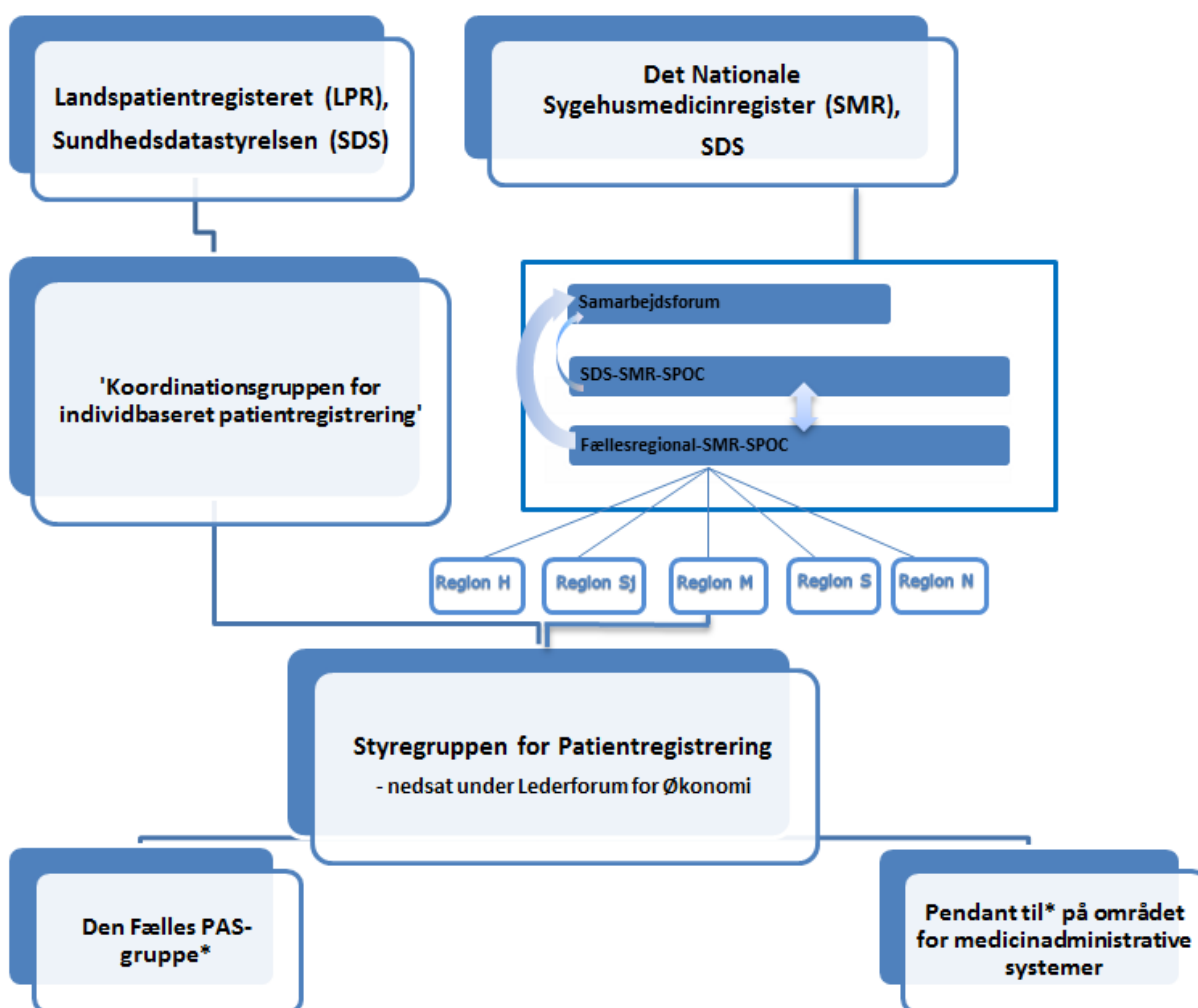 Landspatientregisteret (LPR),
Sundhedsdatastyrelsen (SDS)
Det Nationale
Sygehusmedicinregister (SMR),
SDS
'Koordinationsgruppen for
individbaseret patientregistrering'
Samarbejdsforum
SDS-SMR-SPOC
Fællesregional-SMR-SPOC
Region H
Region Sj
Region M
Region S
Region N
Styregruppen for Patientregistrering
- nedsat under Lederforum for Økonomi
Den Fælles PAS-
gruppe*
Pendant til* på området
for medicinadministrative
systemer